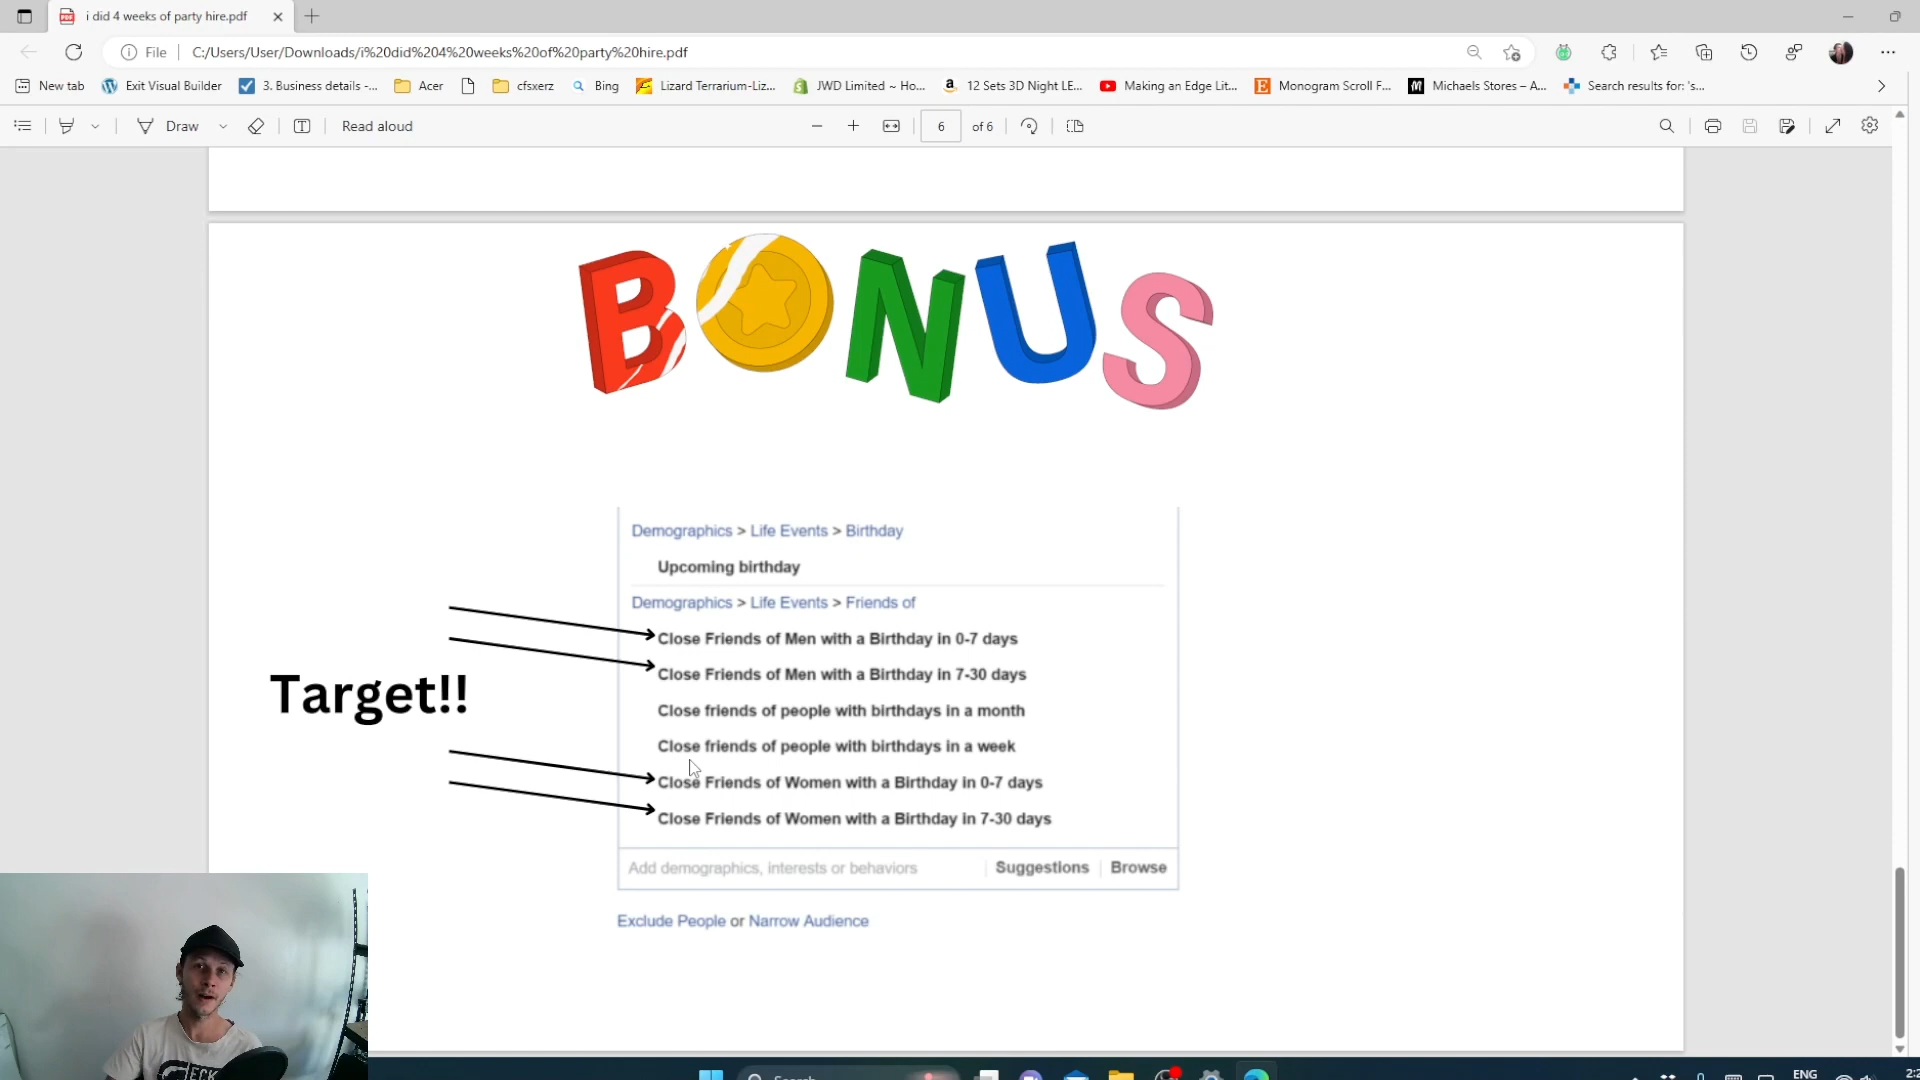 i did 4 weeks of party hire.pdf
File
C:/Users/User/Downloads/i%20did%204%20weeks%20of%20party%20hire.pdf
New tab
Exit Visual Builder
3. Business details -...
Acer
cfsxerz
Bing
Lizard Terrarium-Liz...
JWD Limited ~ Ho...
12 Sets 3D Night LE...
Making an Edge Lit...
Monogram Scroll F...
Michaels Stores – A...
Search results for: 's...
Draw
Read aloud
6
of 6
BONUS
Demographics > Life Events > Birthday
Upcoming birthday
Demographics > Life Events > Friends of
Close Friends of Men with a Birthday in 0-7 days
Close Friends of Men with a Birthday in 7-30 days
Target!!
Close friends of people with birthdays in a month
Close friends of people with birthdays in a week
Close Friends of Women with a Birthday in 0-7 days
Close Friends of Women with a Birthday in 7-30 days
Add demographics, interests or behaviors
Suggestions
Browse
Exclude People or Narrow Audience
Search
ENG